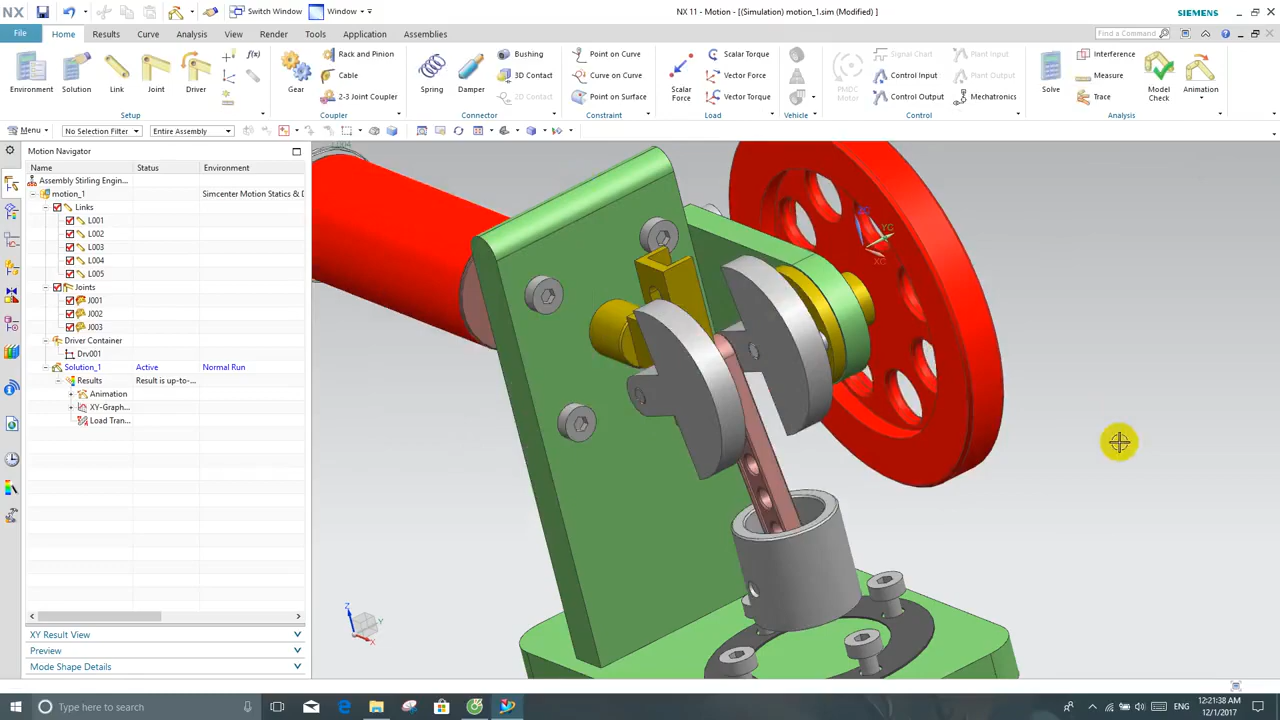 NX Switch Window Window NX 11 - Motion - [(Simulation) motion_1.sim (Modified) ] SIEMENS
File Home Results Curve Analysis View Render Tools Application Assemblies Find a Command
Environment Solution Link Joint Driver f(x) Gear Rack and Pinion Spring Damper Bushing Point on Curve Scalar Force Scalar Torque PMDC Motor Signal Chart Plant Input Solve Interference Model Check Animation
Cable 3D Contact Curve on Curve Vector Force Control Input Plant Output Measure
2-3 Joint Coupler 2D Contact Point on Surface Vector Torque Control Output Mechatronics Trace
Setup Coupler Connector Constraint Load Vehicle Control Analysis
Menu No Selection Filter Entire Assembly
Motion Navigator
Name Status Environment
Assembly Stirling Engin...
motion_1 Simcenter Motion Statics & D
Links
L001
L002
L003
L004
L005
Joints
J001
J002
J003
Driver Container
Drv001
Solution_1 Active Normal Run
Results Result is up-to-...
Animation
XY-Graph...
Load Tran...
XY Result View
Preview
Mode Shape Details
L004
ZC
YC
XC
Z
Y
X
Type here to search ENG 12:21:38 AM
12/1/2017